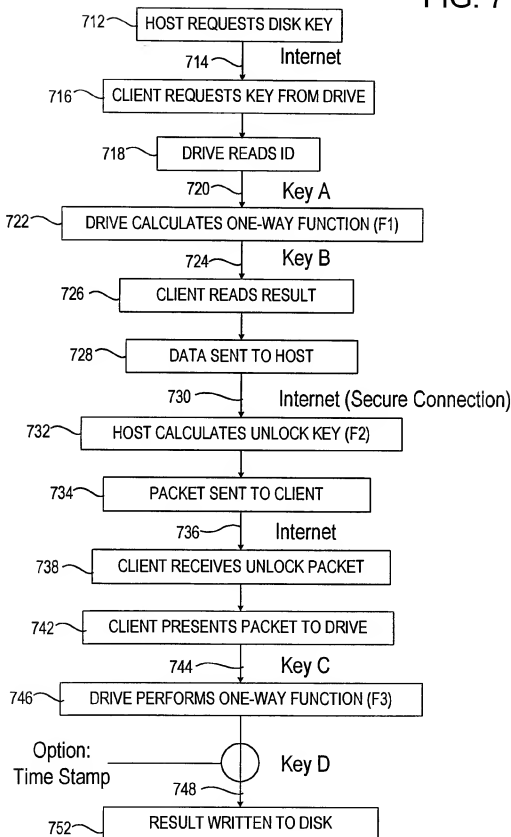 FIG. 7
712 HOST REQUESTS DISK KEY
714 Internet
716 CLIENT REQUESTS KEY FROM DRIVE
718 DRIVE READS ID
720 Key A
722 DRIVE CALCULATES ONE-WAY FUNCTION (F1)
724 Key B
726 CLIENT READS RESULT
728 DATA SENT TO HOST
730 Internet (Secure Connection)
732 HOST CALCULATES UNLOCK KEY (F2)
734 PACKET SENT TO CLIENT
736 Internet
738 CLIENT RECEIVES UNLOCK PACKET
742 CLIENT PRESENTS PACKET TO DRIVE
744 Key C
746 DRIVE PERFORMS ONE-WAY FUNCTION (F3)
Option:
Time Stamp
Key D
748
752 RESULT WRITTEN TO DISK